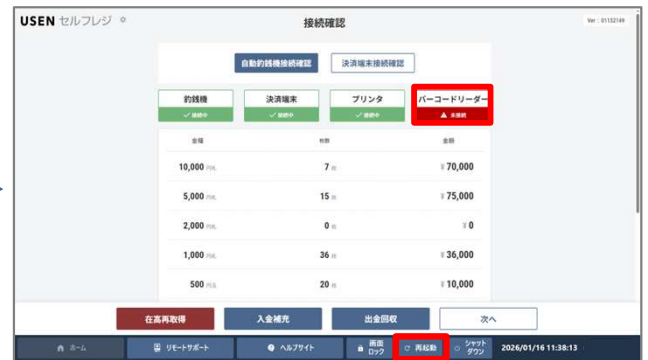 USEN セルフレジ
接続確認
Ver : 01132149
自動釣銭機接続確認 決済端末接続確認
釣銭機 決済端末 プリンタ バーコードリーダー
✓ 接続中 ✓ 接続中 ✓ 接続中 ▲ 未接続
金種 枚数 金額
10,000 円札 7 枚 ¥ 70,000
5,000 円札 15 枚 ¥ 75,000
2,000 円札 0 枚 ¥ 0
1,000 円札 36 枚 ¥ 36,000
500 円玉 20 枚 ¥ 10,000
在高再取得 入金補充 出金回収 次へ
ホーム リモートサポート ヘルプサイト 画面ロック 再起動 シャットダウン 2026/01/16 11:38:13